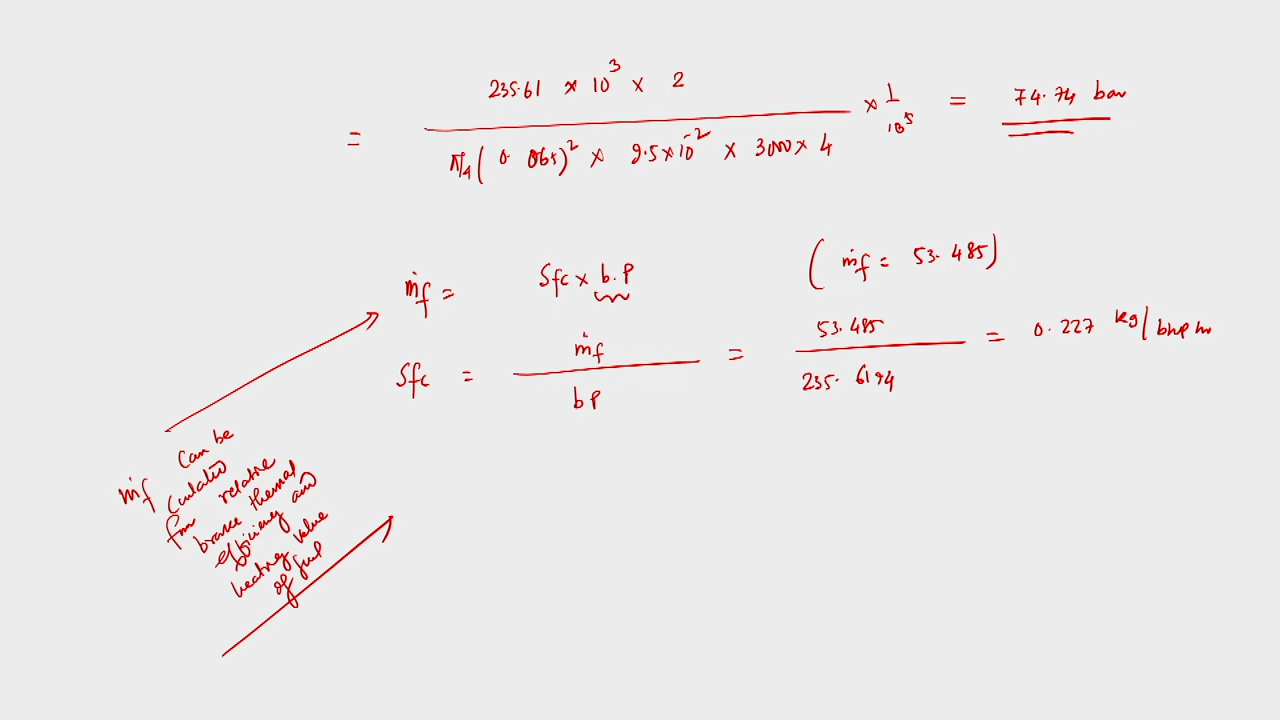 235.61 × 10³ × 2
= × 1/10⁵ = 74.74 bar
π/4 (0.065)² × 9.5×10⁻² × 3000 × 4
ṁf = Sfc × b.P
(ṁf = 53.485)
Sfc = ṁf / bP = 53.485 / 235.6194 = 0.227 kg/bhp hr
ṁf can be
from relative
thermal
efficiency and
heating value
of fuel